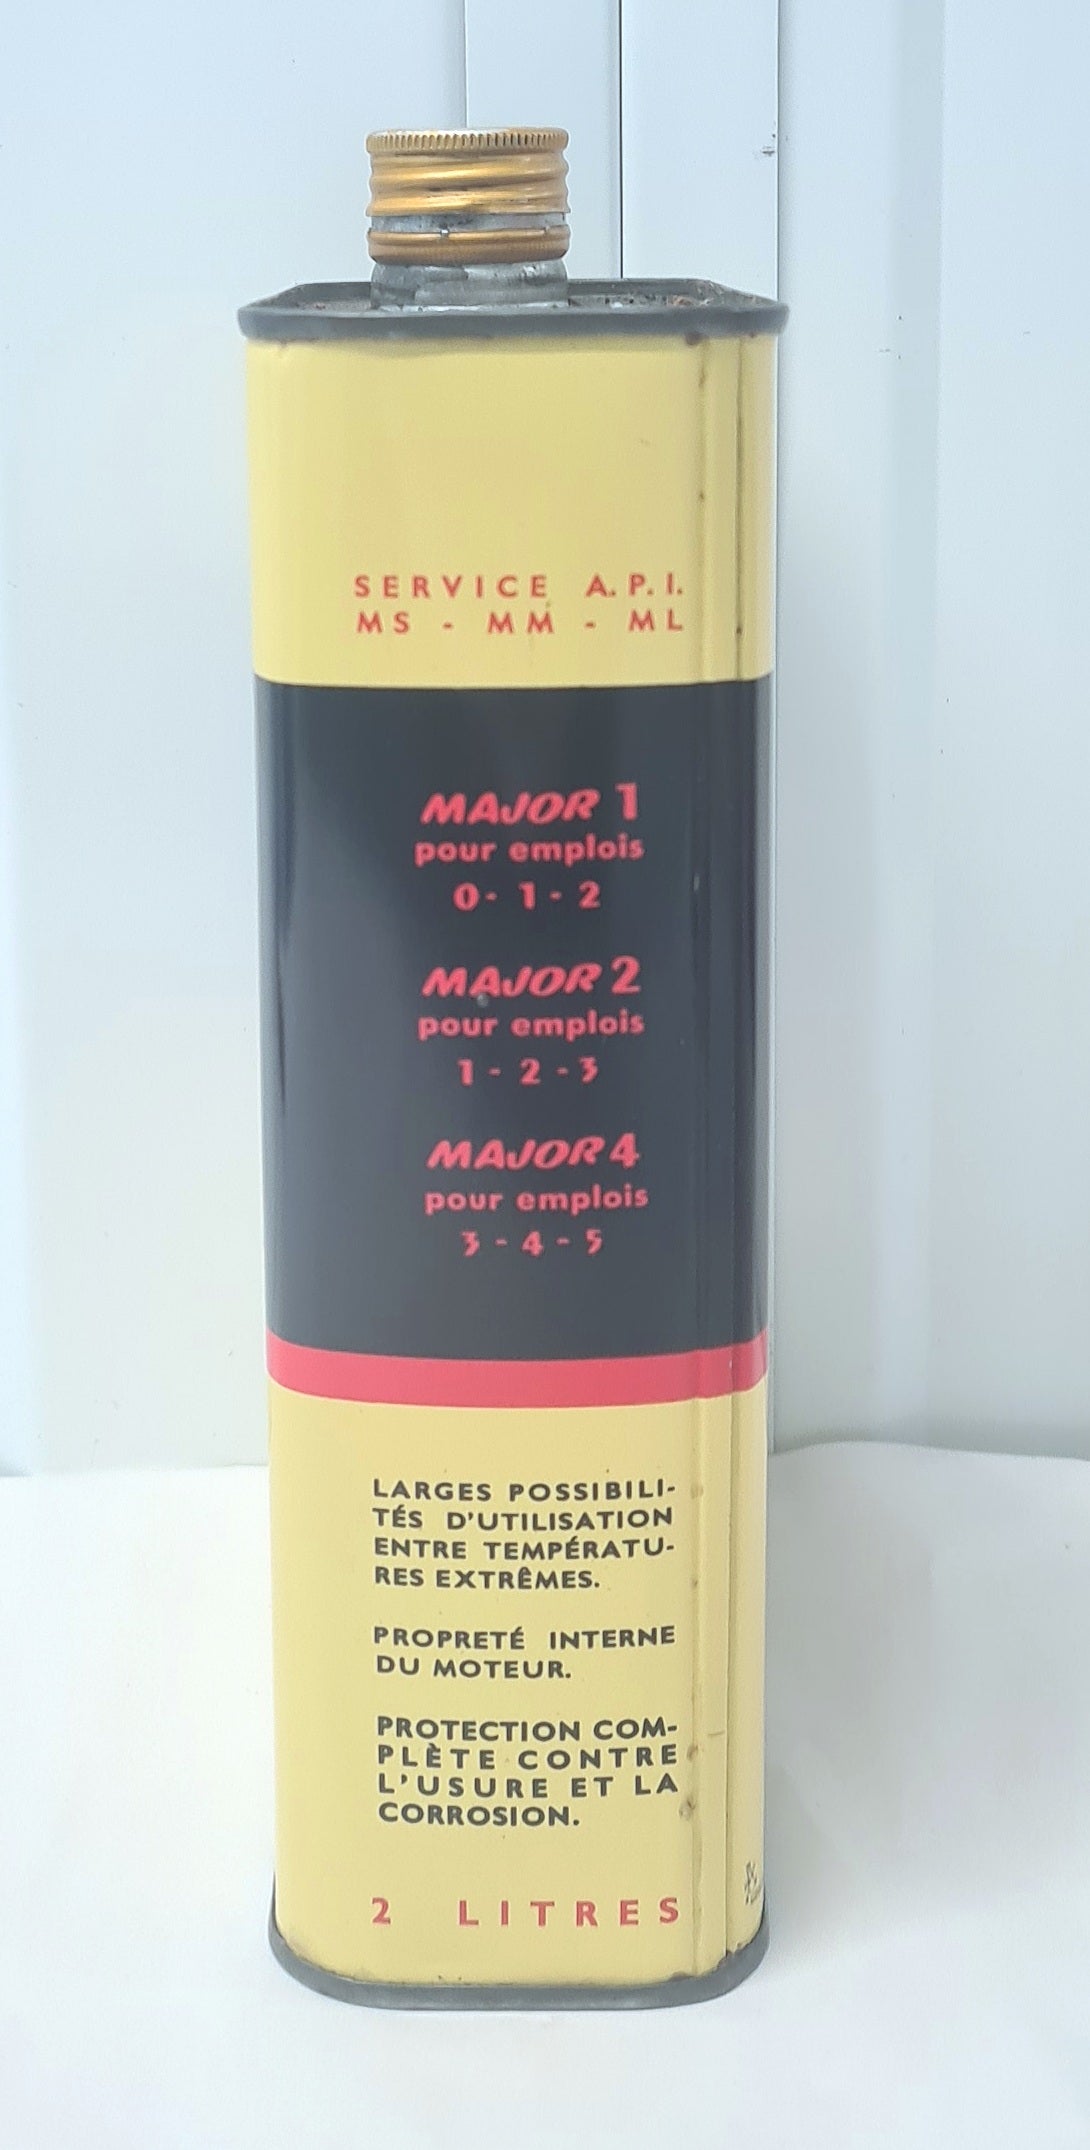 SERVICE A.P.I.
MS - MM - ML
MAJOR 1
pour emplois
0 - 1 - 2
MAJOR 2
pour emplois
1 - 2 - 3
MAJOR 4
pour emplois
3 - 4 - 5
LARGES POSSIBILI-
TÉS D'UTILISATION
ENTRE TEMPÉRATU-
RES EXTRÊMES.
PROPRETÉ INTERNE
DU MOTEUR.
PROTECTION COM-
PLÈTE CONTRE
L'USURE ET LA
CORROSION.
2 LITRES